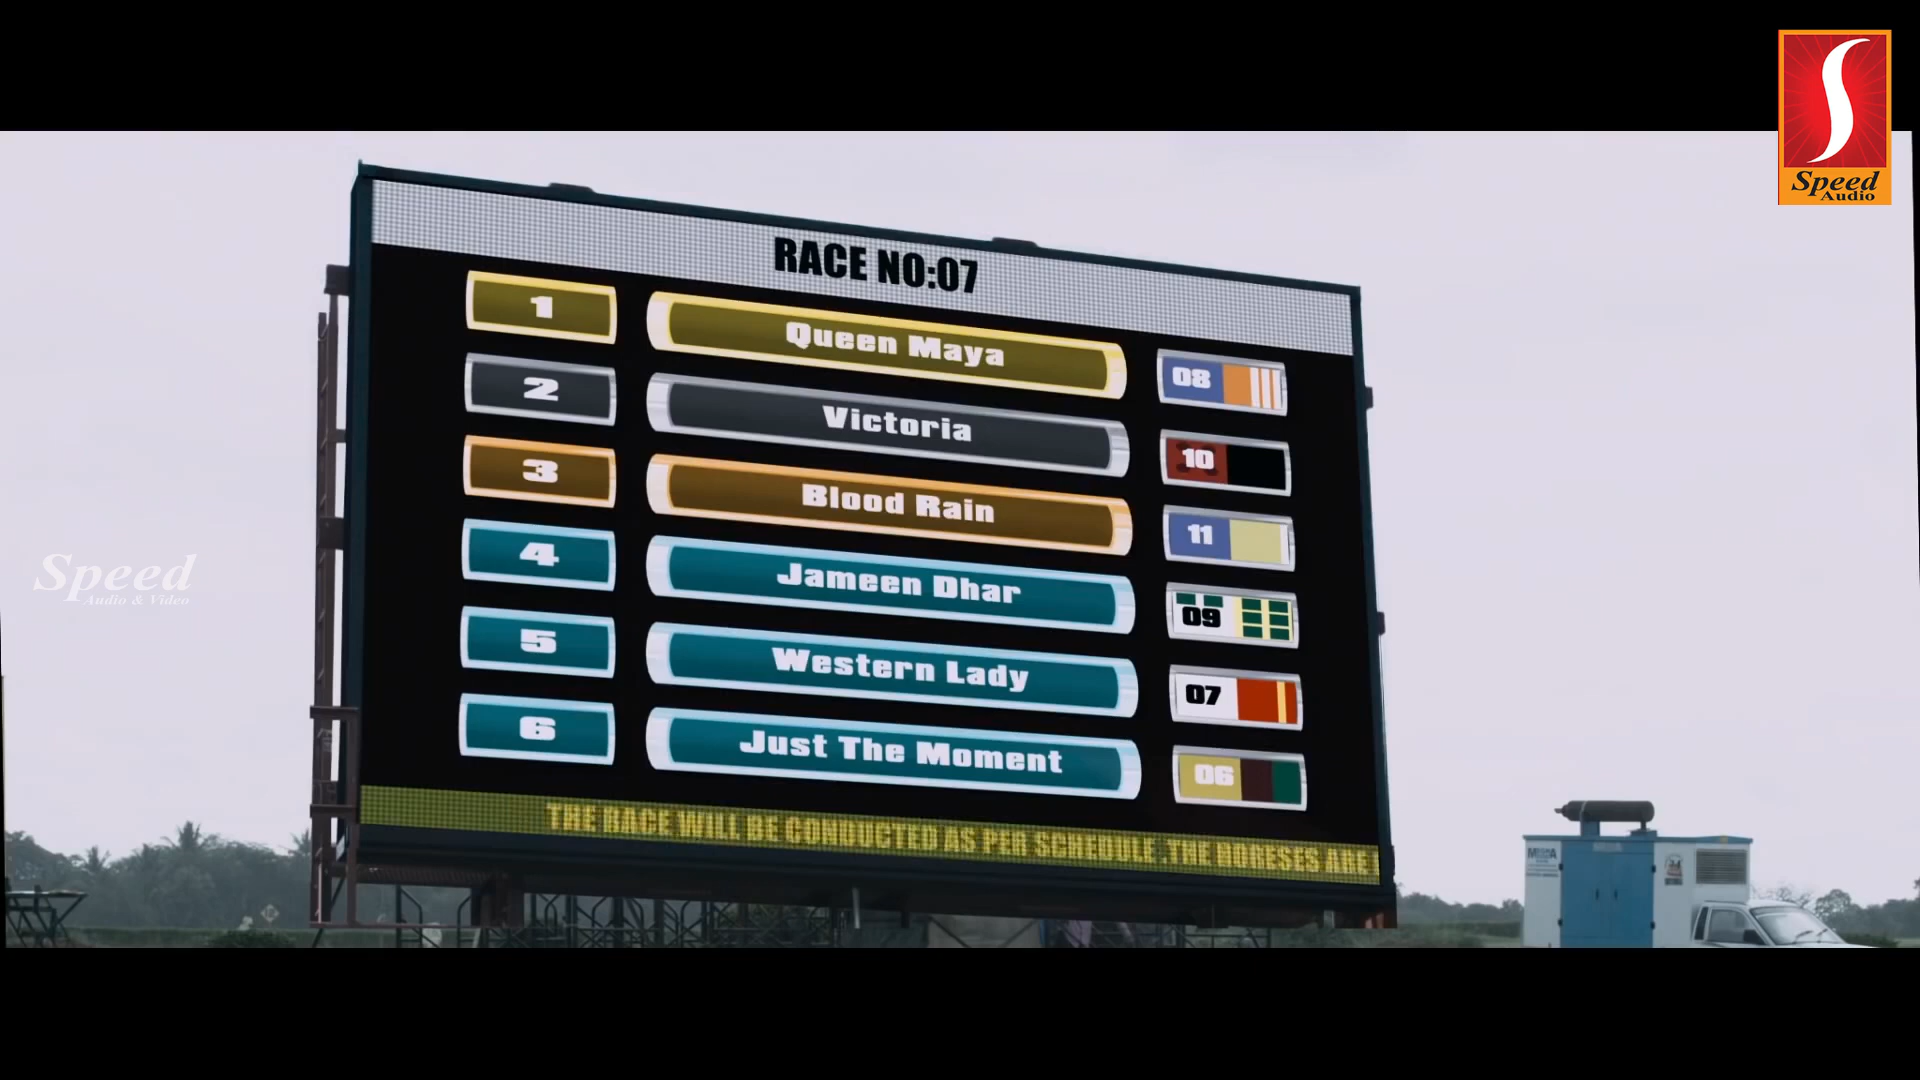 S
Speed
Audio
RACE NO:07
1 Queen Maya 08
2 Victoria 10
3 Blood Rain 11
4 Jameen Dhar 09
5 Western Lady 07
6 Just The Moment 06
THE RACE WILL BE CONDUCTED AS PER SCHEDULE .THE HORESES ARE
Speed
Audio & Video
MEGHA